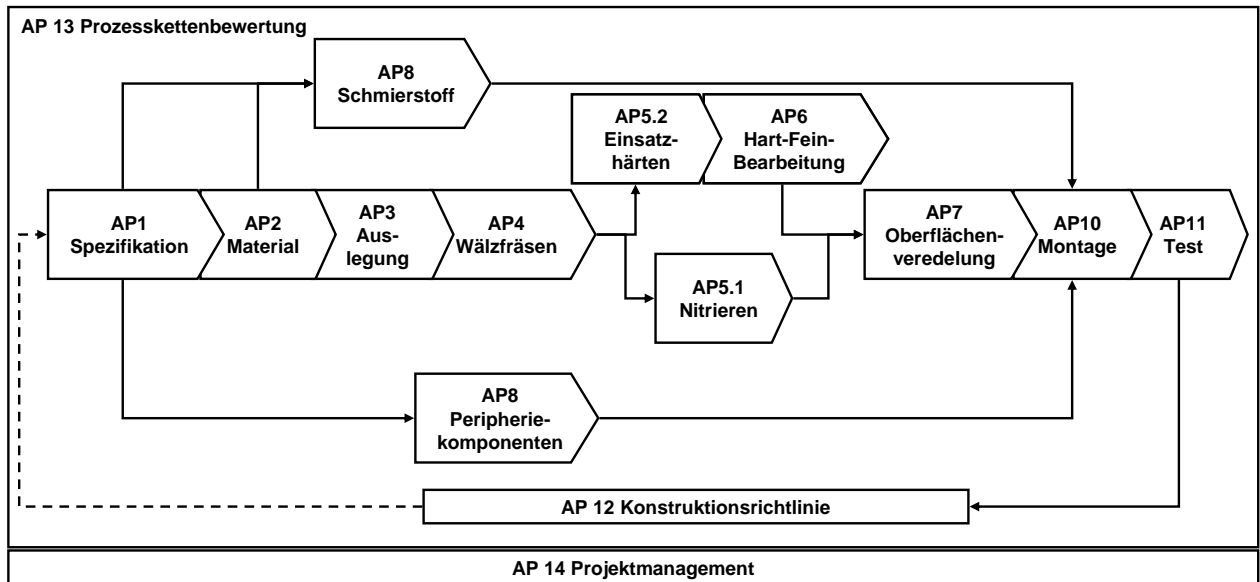 AP 13 Prozesskettenbewertung
AP8
Schmierstoff
AP5.2
Einsatz-
härten
AP6
Hart-Fein-
Bearbeitung
AP1
Spezifikation
AP2
Material
AP3
Aus-
legung
AP4
Wälzfräsen
AP7
Oberflächen-
veredelung
AP10
Montage
AP11
Test
AP5.1
Nitrieren
AP8
Peripherie-
komponenten
AP 12 Konstruktionsrichtlinie
AP 14 Projektmanagement